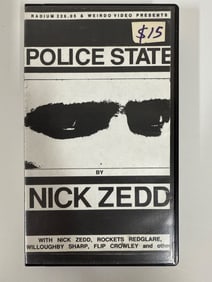 RADIUM 226.05 & WEIRDO VIDEO PRESENTS
$15
POLICE STATE
BY
NICK ZEDD
WITH NICK ZEDD, ROCKETS REDGLARE,
WILLOUGHBY SHARP, FLIP CROWLEY and others